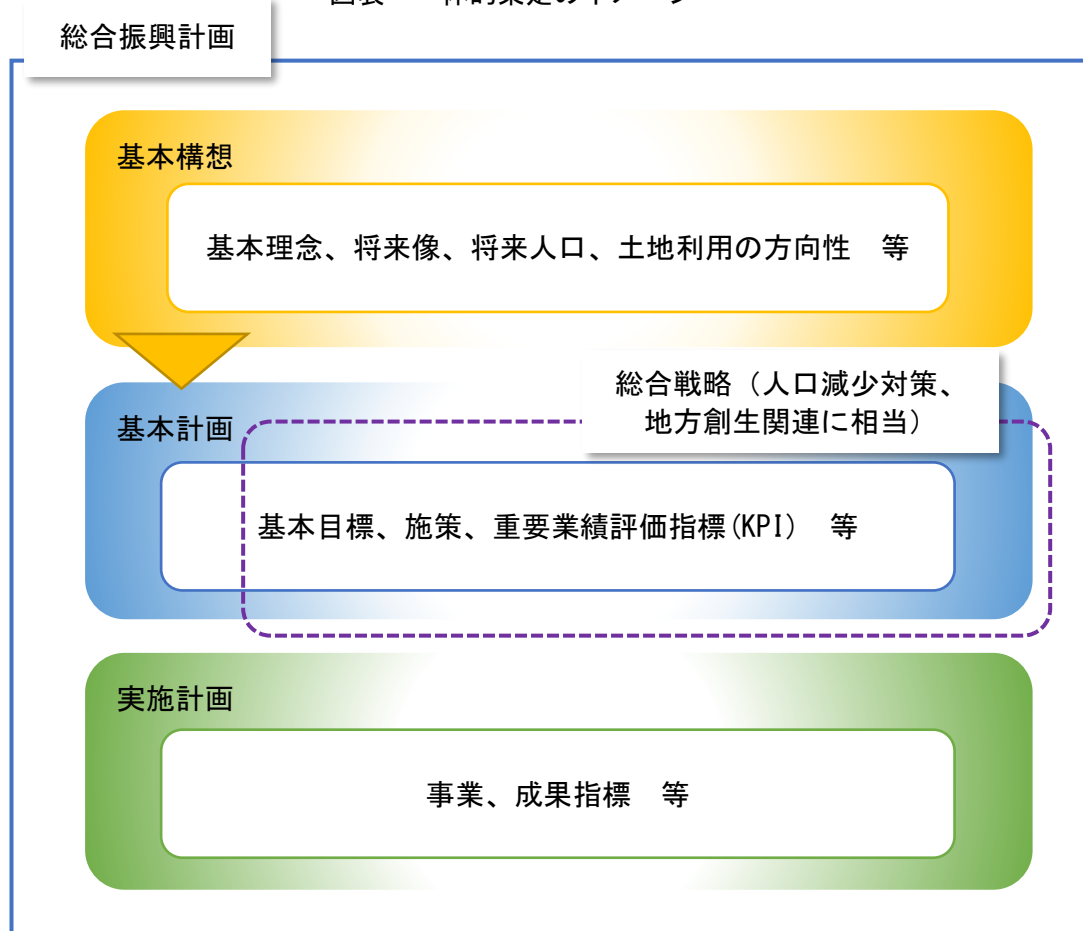 総合振興計画
基本構想
基本理念、将来像、将来人口、土地利用の方向性　等
総合戦略（人口減少対策、
地方創生関連に相当）
基本計画
基本目標、施策、重要業績評価指標(KPI)　等
実施計画
事業、成果指標　等